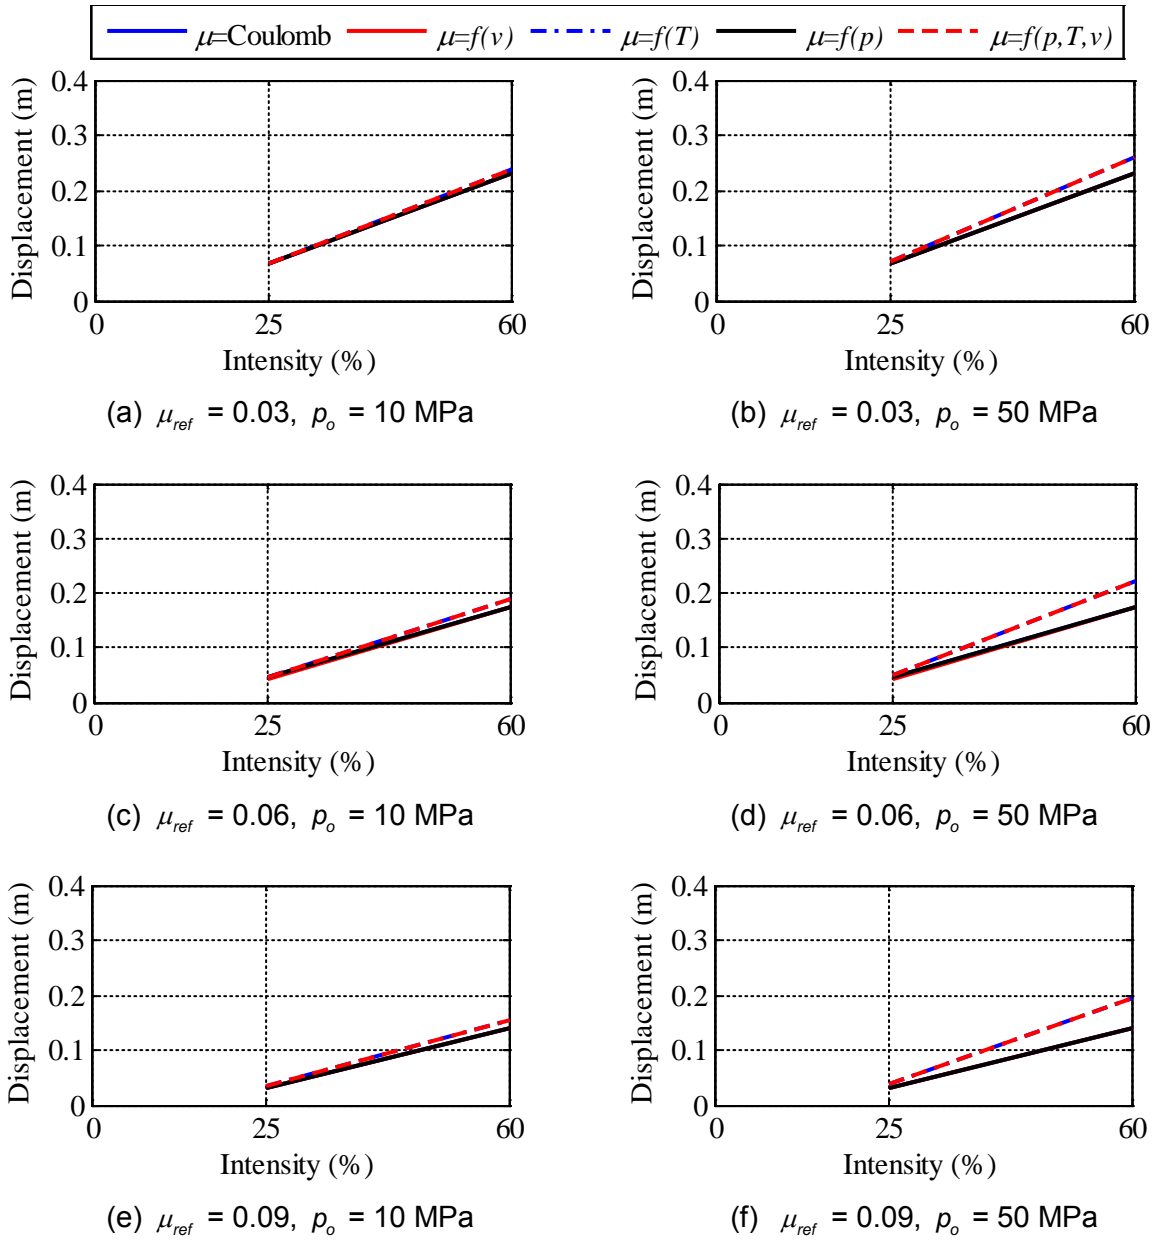 μ=Coulomb μ=f(v) μ=f(T) μ=f(p) μ=f(p,T,v)
Displacement (m)
0.4
0.3
0.2
0.1
0
0 25 60
Intensity (%)
(a) μref = 0.03, po = 10 MPa
Displacement (m)
0.4
0.3
0.2
0.1
0
0 25 60
Intensity (%)
(b) μref = 0.03, po = 50 MPa
Displacement (m)
0.4
0.3
0.2
0.1
0
0 25 60
Intensity (%)
(c) μref = 0.06, po = 10 MPa
Displacement (m)
0.4
0.3
0.2
0.1
0
0 25 60
Intensity (%)
(d) μref = 0.06, po = 50 MPa
Displacement (m)
0.4
0.3
0.2
0.1
0
0 25 60
Intensity (%)
(e) μref = 0.09, po = 10 MPa
Displacement (m)
0.4
0.3
0.2
0.1
0
0 25 60
Intensity (%)
(f) μref = 0.09, po = 50 MPa